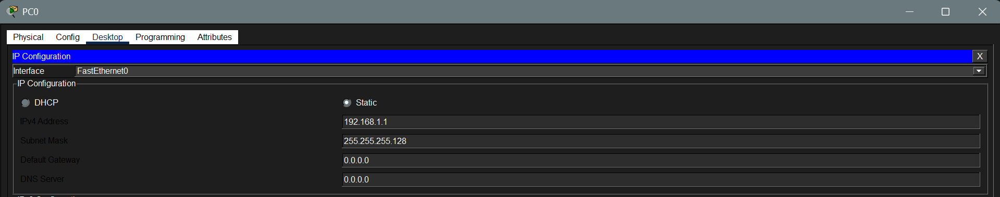 PC0
Physical Config Desktop Programming Attributes
IP Configuration X
Interface FastEthernet0
IP Configuration
DHCP Static
IPv4 Address 192.168.1.1
Subnet Mask 255.255.255.128
Default Gateway 0.0.0.0
DNS Server 0.0.0.0